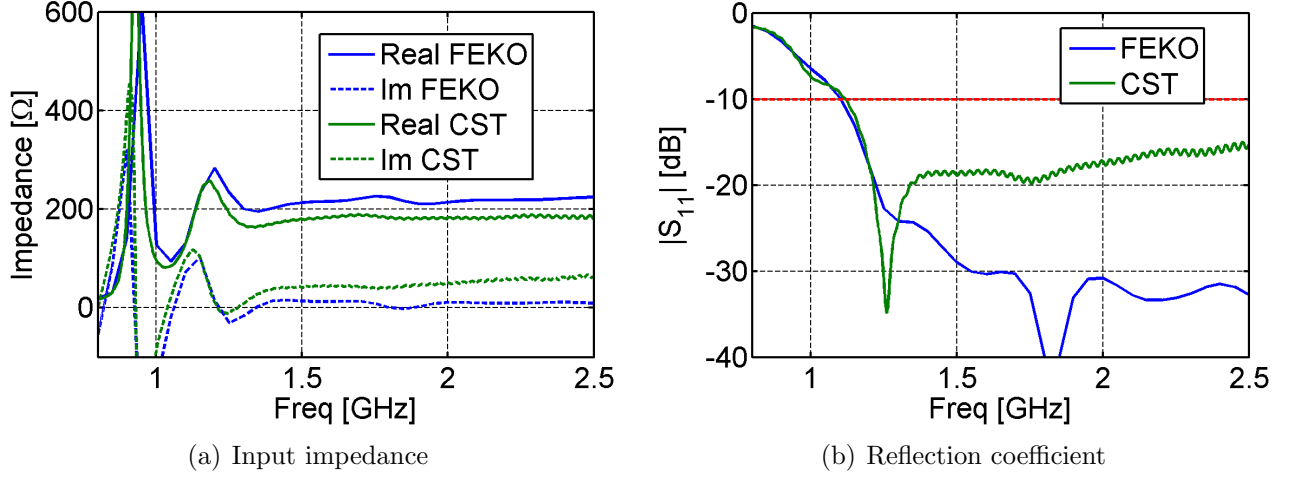 600
400
200
0
Impedance [Ω]
Real FEKO
Im FEKO
Real CST
Im CST
1
1.5
2
2.5
Freq [GHz]
(a) Input impedance
0
-10
-20
-30
-40
|S11| [dB]
FEKO
CST
1
1.5
2
2.5
Freq [GHz]
(b) Reflection coefficient